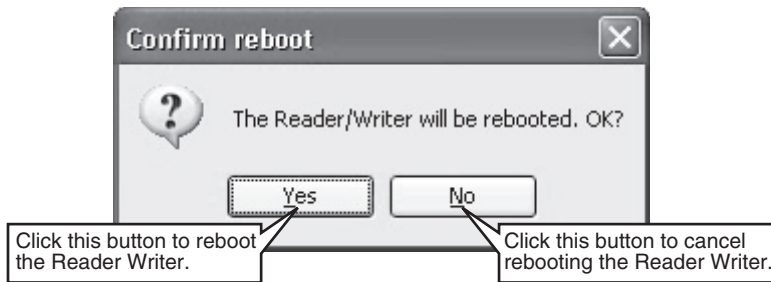 Confirm reboot
The Reader/Writer will be rebooted. OK?
Yes
No
Click this button to reboot
the Reader Writer.
Click this button to cancel
rebooting the Reader Writer.